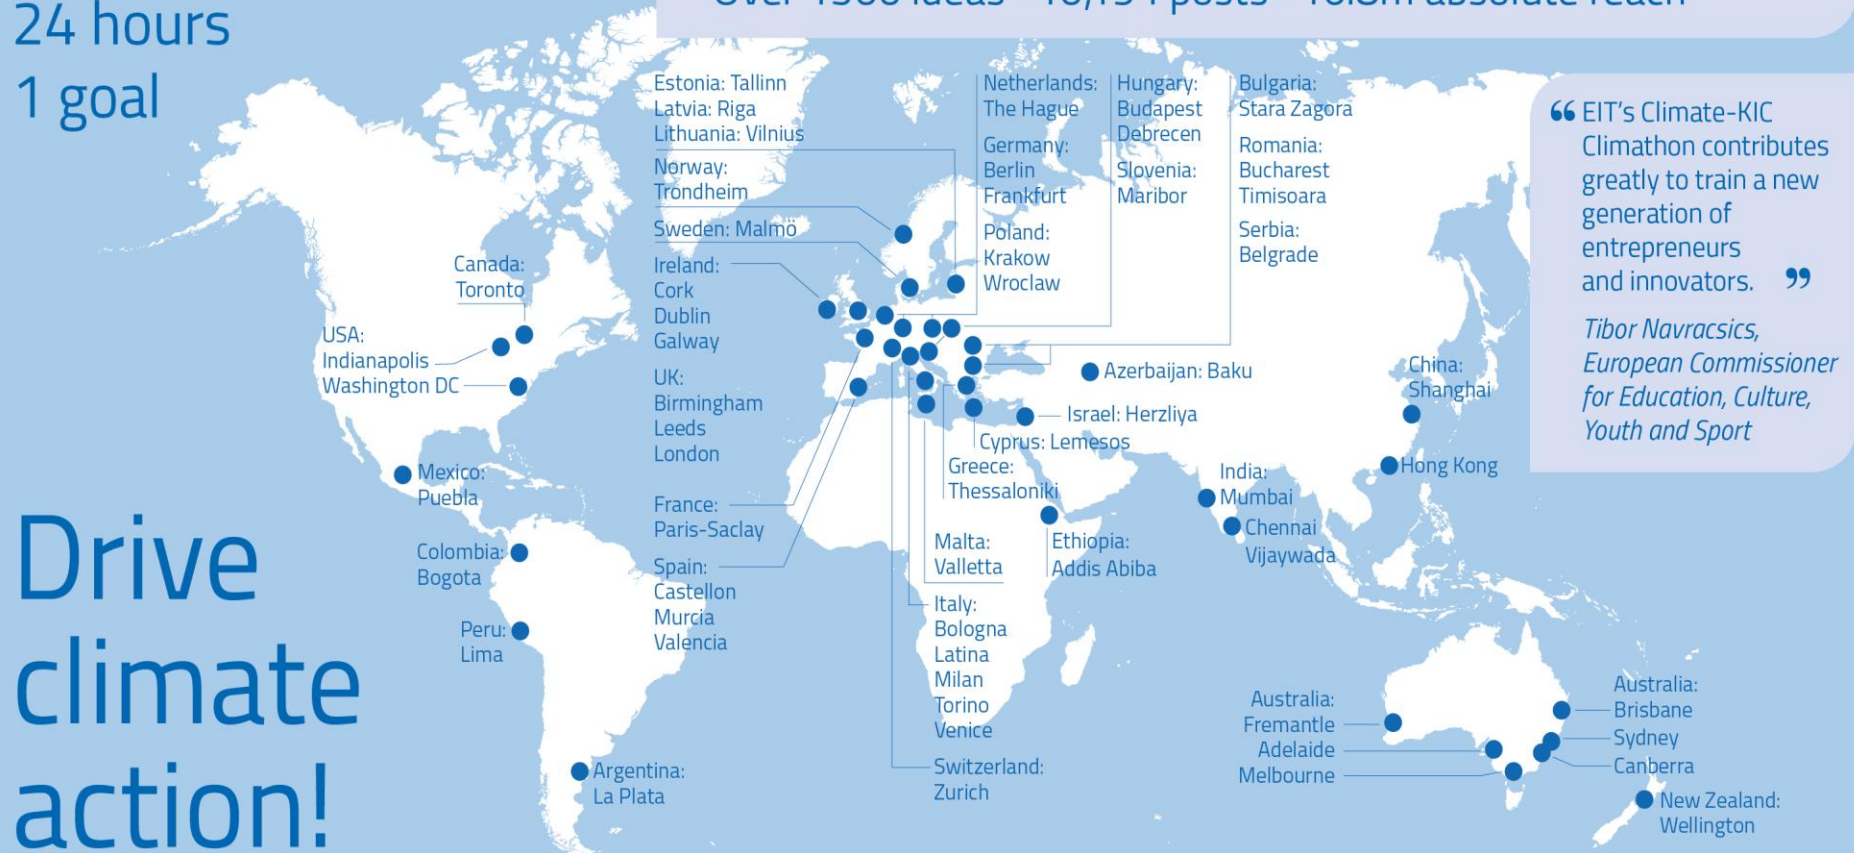 24 hours
1 goal
Drive
climate
action!
Canada:
Toronto
USA:
Indianapolis
Washington DC
Mexico:
Puebla
Colombia:
Bogota
Peru:
Lima
Argentina:
La Plata
Estonia: Tallinn
Latvia: Riga
Lithuania: Vilnius
Norway:
Trondheim
Sweden: Malmö
Ireland:
Cork
Dublin
Galway
UK:
Birmingham
Leeds
London
France:
Paris-Saclay
Spain:
Castellon
Murcia
Valencia
Netherlands:
The Hague
Germany:
Berlin
Frankfurt
Poland:
Krakow
Wroclaw
Hungary:
Budapest
Debrecen
Slovenia:
Maribor
Bulgaria:
Stara Zagora
Romania:
Bucharest
Timisoara
Serbia:
Belgrade
Azerbaijan: Baku
Israel: Herzliya
Cyprus: Lemesos
Greece:
Thessaloniki
Malta:
Valletta
Ethiopia:
Addis Abiba
Italy:
Bologna
Latina
Milan
Torino
Venice
Switzerland:
Zurich
China:
Shanghai
Hong Kong
India:
Mumbai
Chennai
Vijaywada
Australia:
Fremantle
Adelaide
Melbourne
Australia:
Brisbane
Sydney
Canberra
New Zealand:
Wellington
“ EIT’s Climate-KIC
Climathon contributes
greatly to train a new
generation of
entrepreneurs
and innovators. ”
Tibor Navracsics,
European Commissioner
for Education, Culture,
Youth and Sport